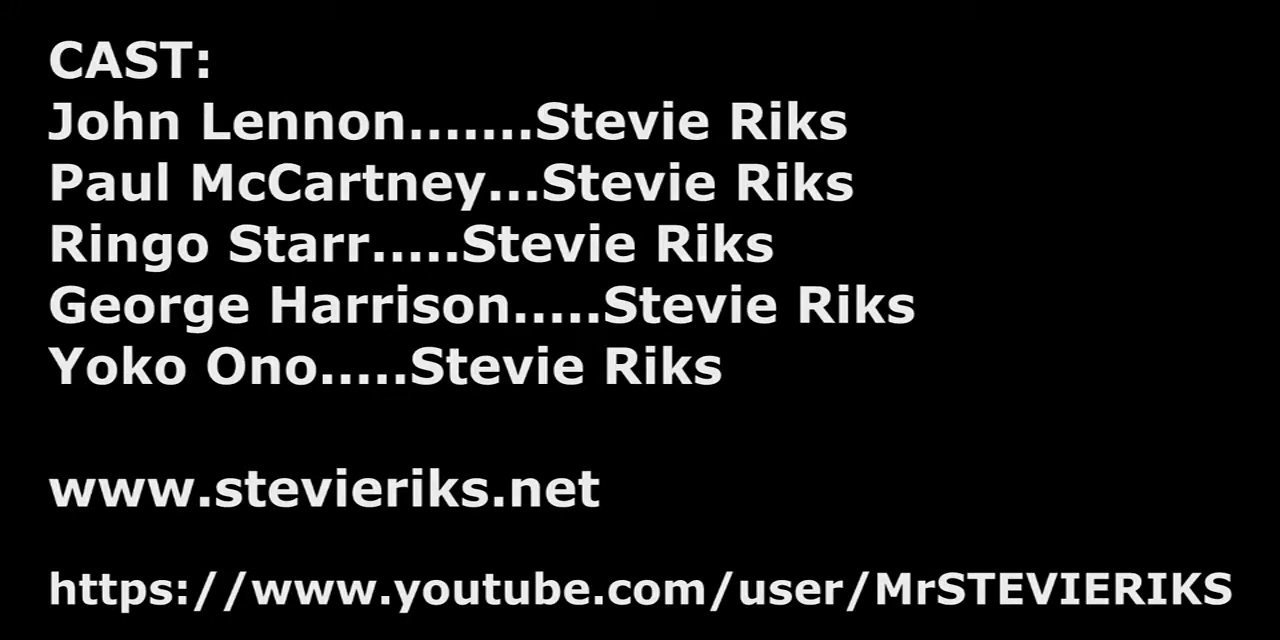 CAST:
John Lennon.......Stevie Riks
Paul McCartney...Stevie Riks
Ringo Starr.....Stevie Riks
George Harrison.....Stevie Riks
Yoko Ono.....Stevie Riks
www.stevieriks.net
https://www.youtube.com/user/MrSTEVIERIKS